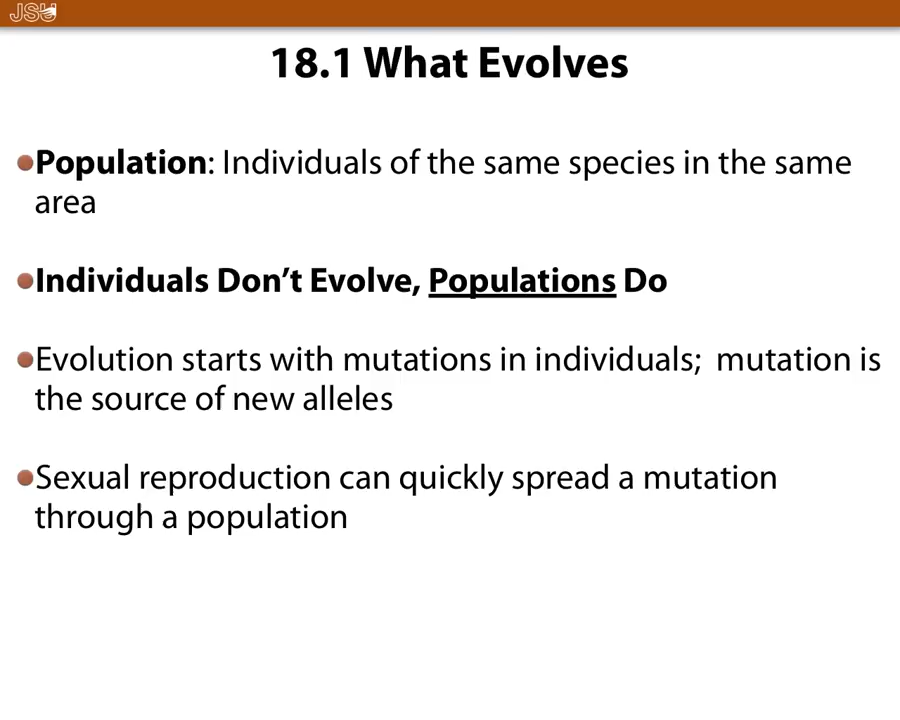 JSU
18.1 What Evolves
Population: Individuals of the same species in the same
area
Individuals Don’t Evolve, Populations Do
Evolution starts with mutations in individuals;  mutation is
the source of new alleles
Sexual reproduction can quickly spread a mutation
through a population